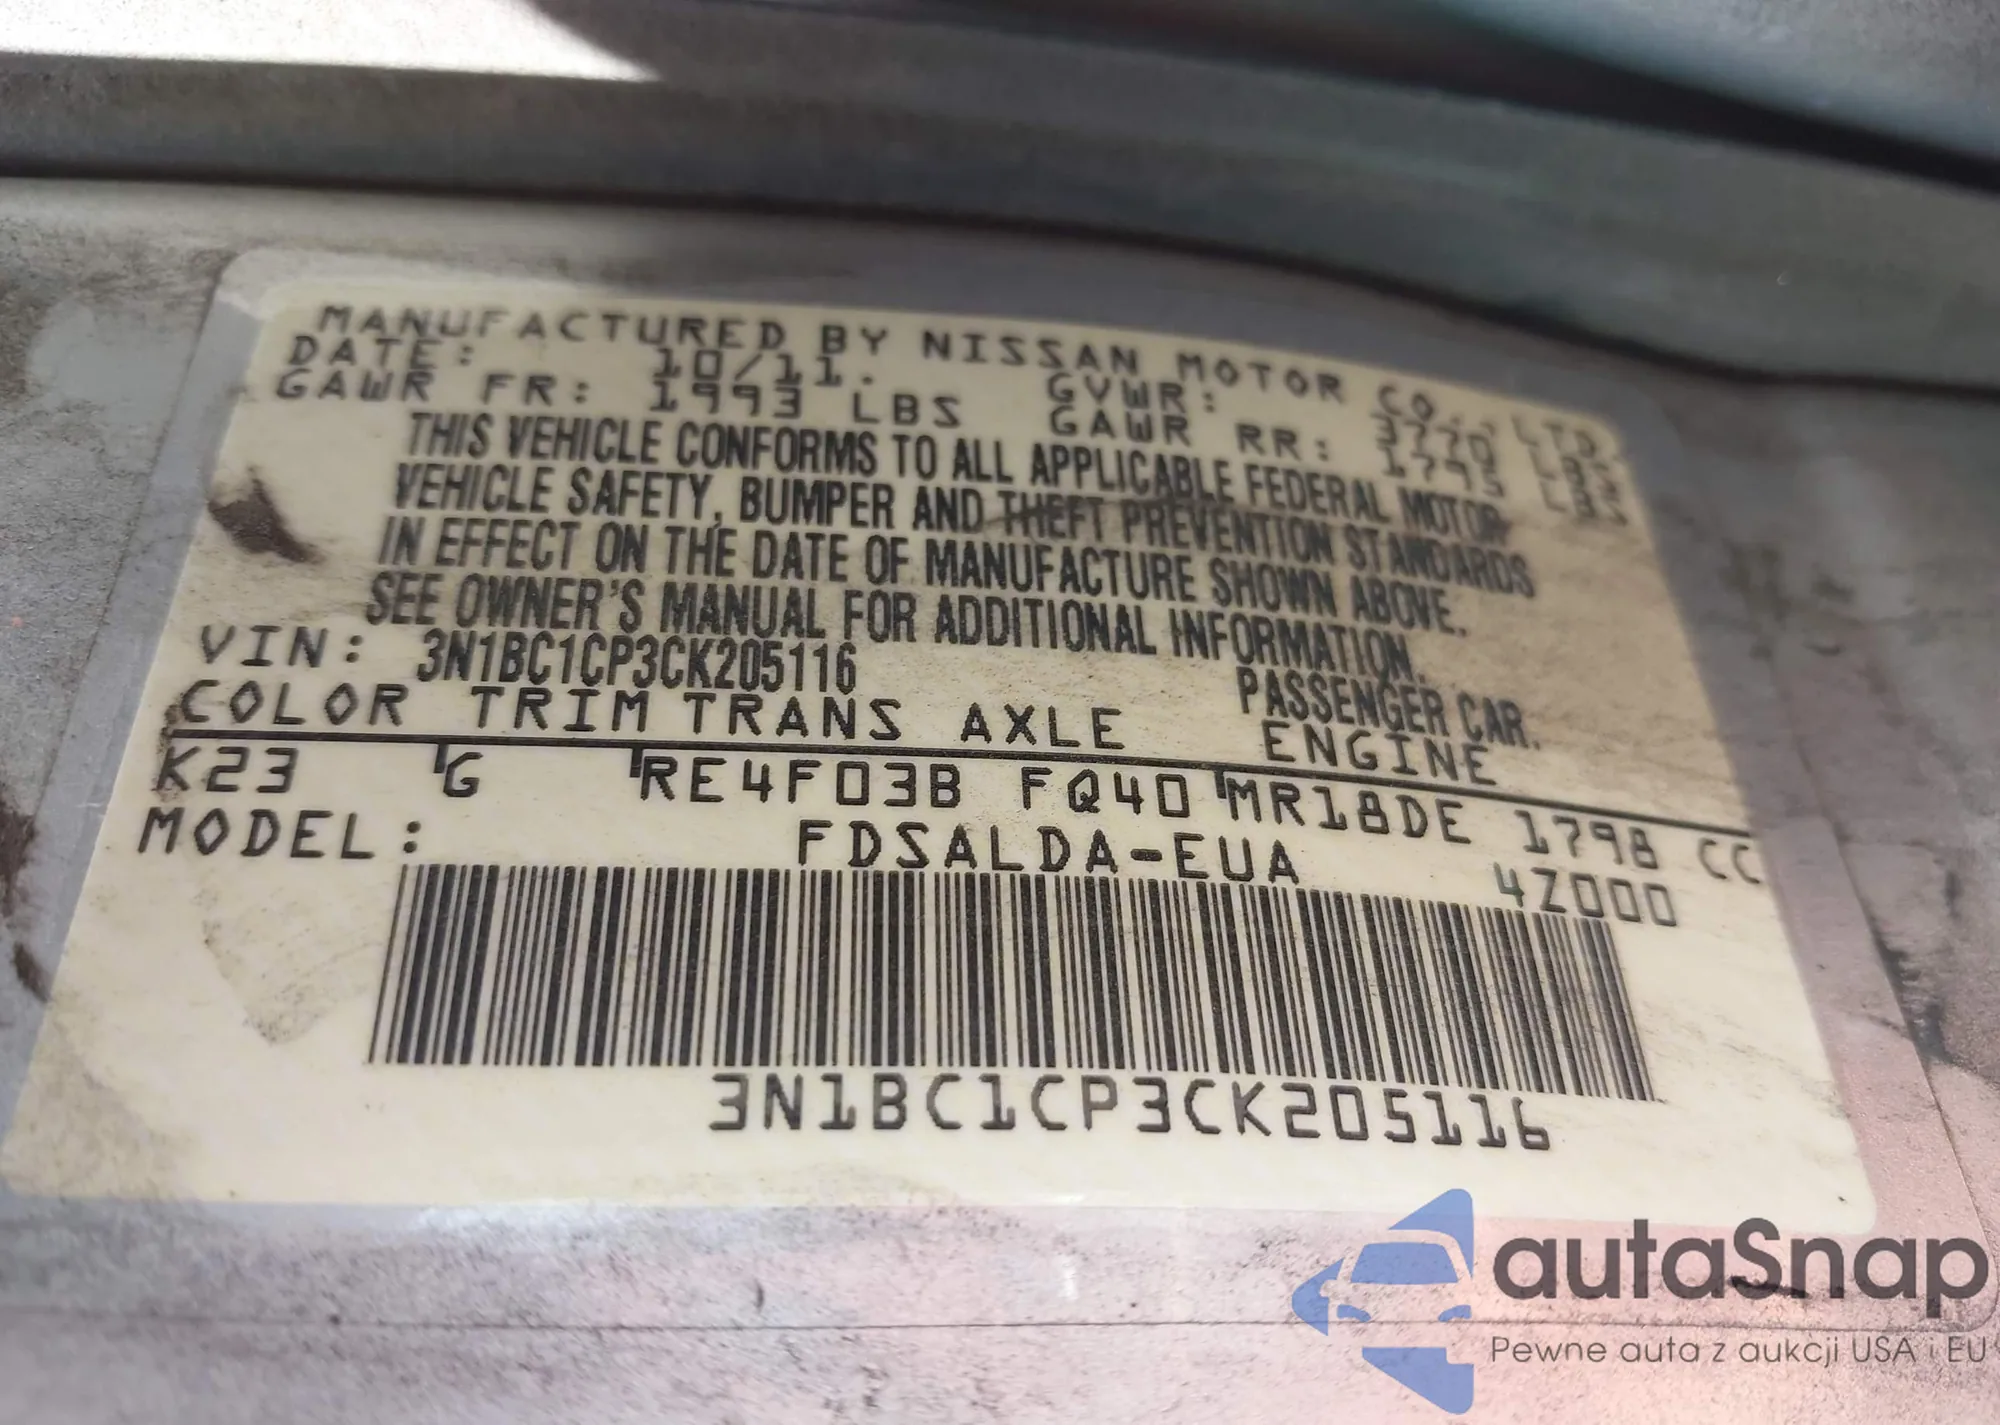 MANUFACTURED BY NISSAN MOTOR CO., LTD.
DATE: 10/11. GVWR: 3770 LBS
GAWR FR: 1993 LBS GAWR RR: 1795 LBS
THIS VEHICLE CONFORMS TO ALL APPLICABLE FEDERAL MOTOR
VEHICLE SAFETY, BUMPER AND THEFT PREVENTION STANDARDS
IN EFFECT ON THE DATE OF MANUFACTURE SHOWN ABOVE.
SEE OWNER'S MANUAL FOR ADDITIONAL INFORMATION.
VIN: 3N1BC1CP3CK205116 PASSENGER CAR.
COLOR TRIM TRANS AXLE ENGINE
K23 G RE4F03B FQ40 MR18DE 1798 CC
MODEL: FDSALDA-EUA 4Z000
3N1BC1CP3CK205116
autaSnap
Pewne auta z aukcji USA i EU